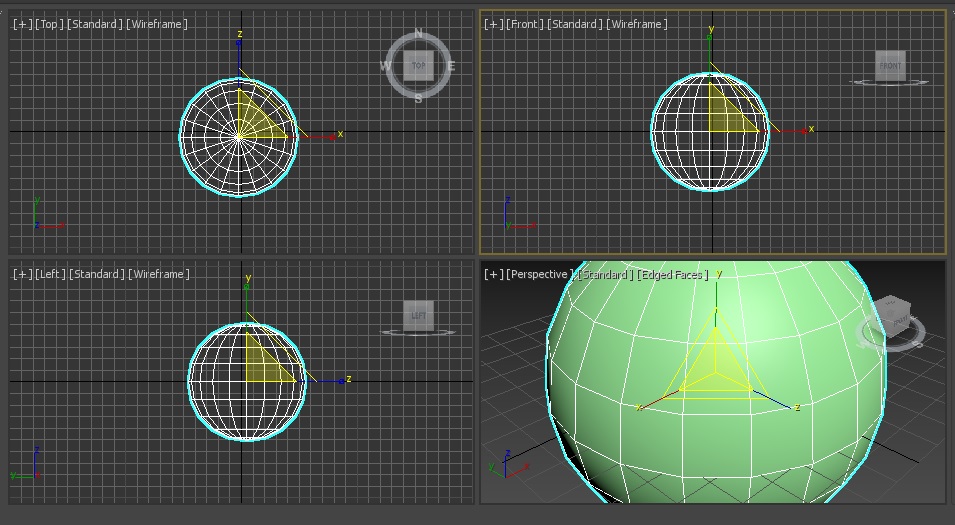 [+] [Top] [Standard] [Wireframe]
z
x
N
W
TOP
E
S
y
z
x
[+] [Front] [Standard] [Wireframe]
y
x
FRONT
z
y
x
[+] [Left] [Standard] [Wireframe]
y
z
LEFT
z
y
x
[+] [Perspective] [Standard] [Edged Faces]
y
x
z
z
y
x